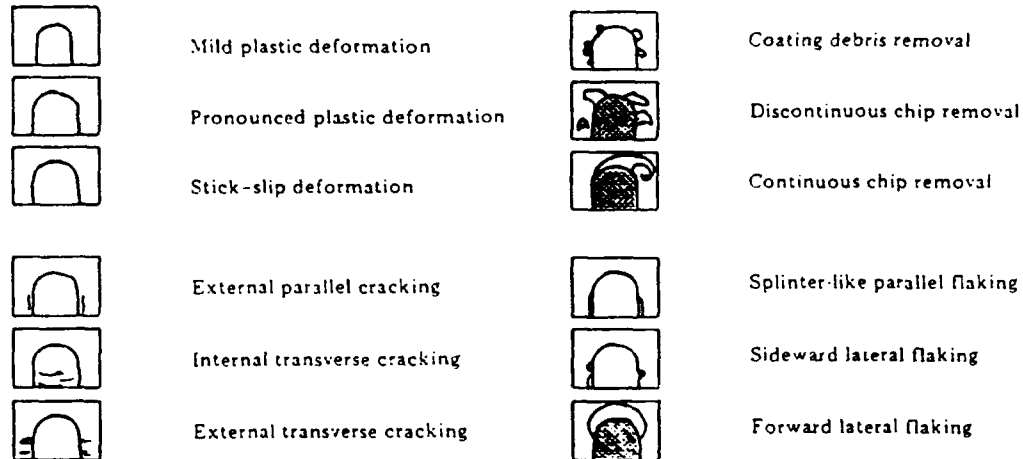 Mild plastic deformation
Pronounced plastic deformation
Stick-slip deformation
External parallel cracking
Internal transverse cracking
External transverse cracking
Coating debris removal
Discontinuous chip removal
Continuous chip removal
Splinter-like parallel flaking
Sideward lateral flaking
Forward lateral flaking